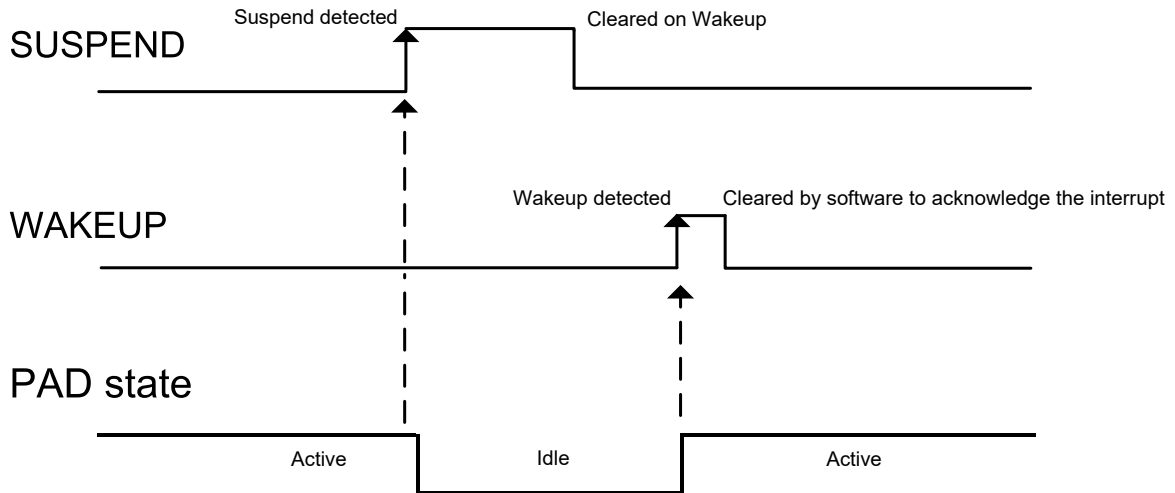 Suspend detected
Cleared on Wakeup
SUSPEND
Wakeup detected
Cleared by software to acknowledge the interrupt
WAKEUP
PAD state
Active
Idle
Active